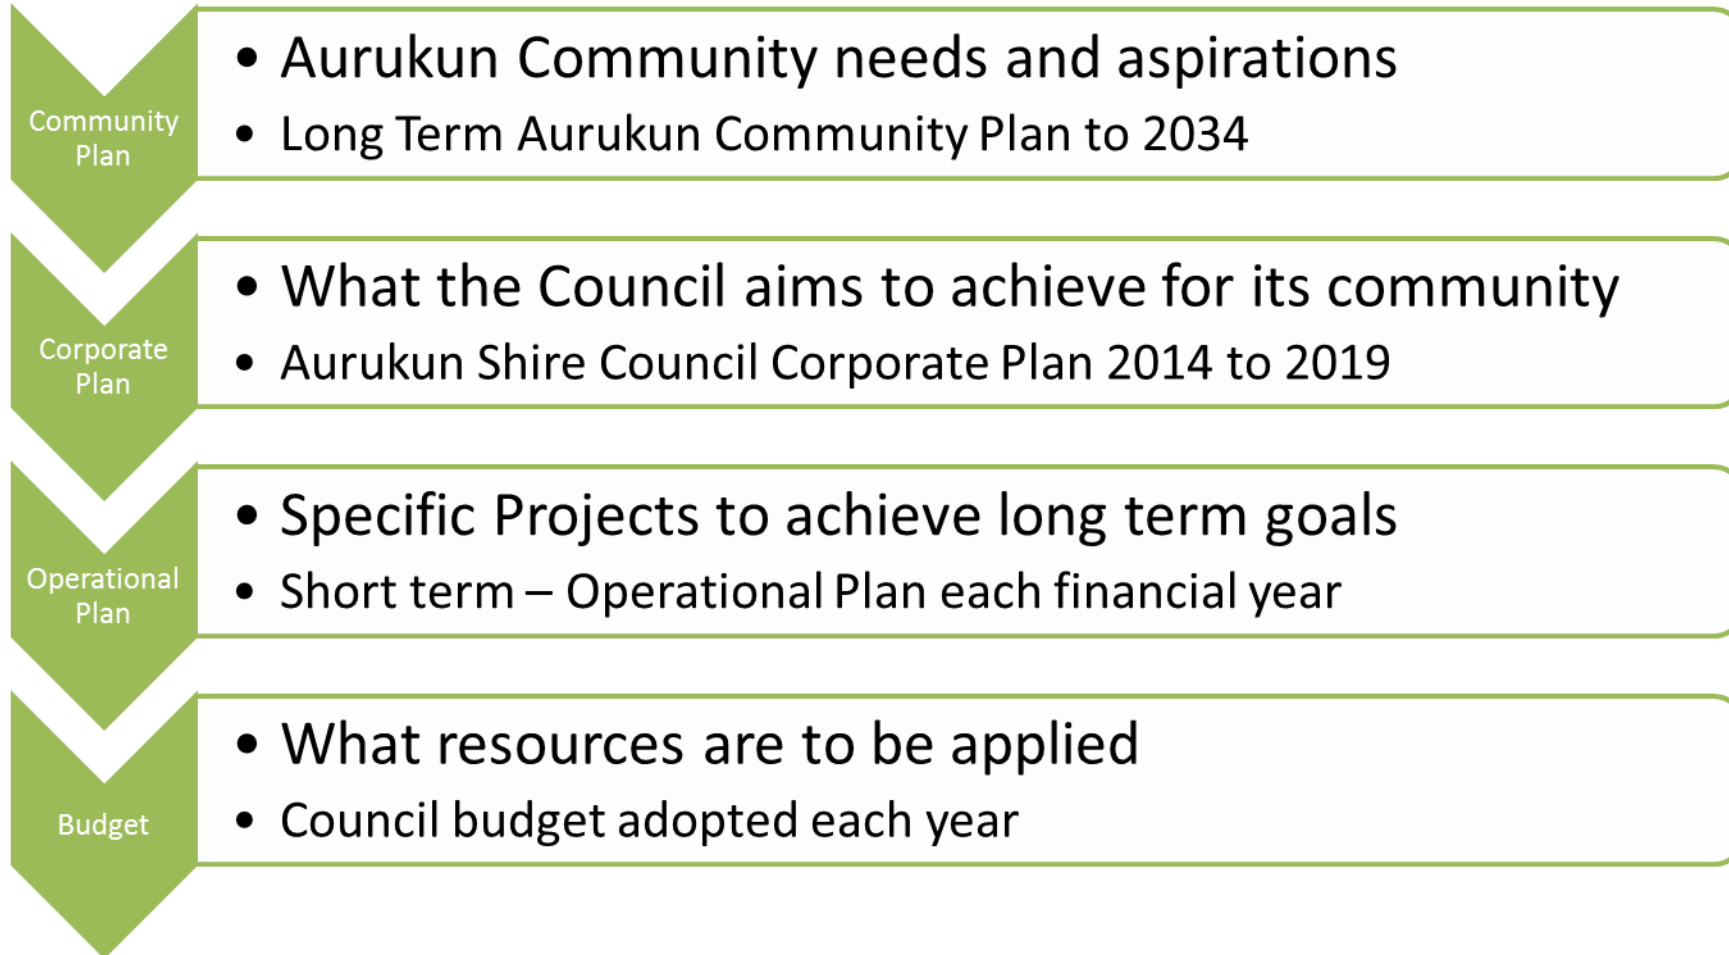 Community
Plan
• Aurukun Community needs and aspirations
• Long Term Aurukun Community Plan to 2034
Corporate
Plan
• What the Council aims to achieve for its community
• Aurukun Shire Council Corporate Plan 2014 to 2019
Operational
Plan
• Specific Projects to achieve long term goals
• Short term – Operational Plan each financial year
Budget
• What resources are to be applied
• Council budget adopted each year